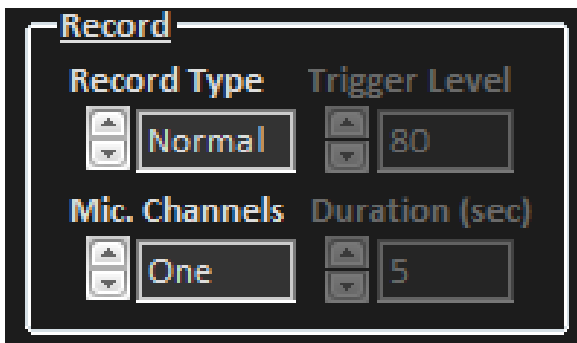 Record
Record Type Trigger Level
Normal 80
Mic. Channels Duration (sec)
One 5